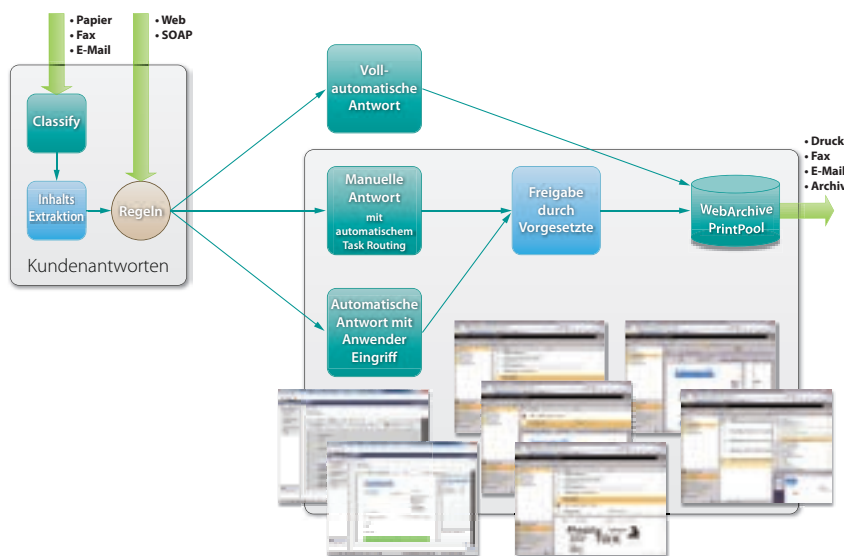 • Papier
• Fax
• E-Mail
• Web
• SOAP
Classify
Inhalts
Extraktion
Regeln
Kundenantworten
Voll-
automatische
Antwort
Manuelle
Antwort
mit
automatischem
Task Routing
Automatische
Antwort mit
Anwender
Eingriff
Freigabe
durch
Vorgesetzte
WebArchive
PrintPool
• Druck
• Fax
• E-Mail
• Archiv